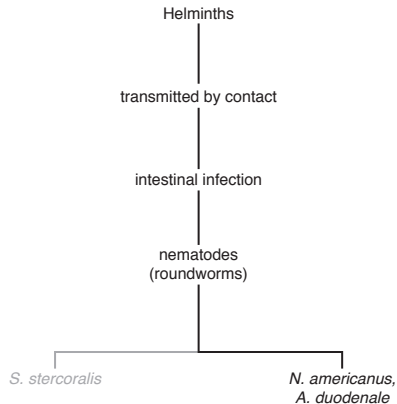 Helminths
transmitted by contact
intestinal infection
nematodes
(roundworms)
S. stercoralis
N. americanus,
A. duodenale